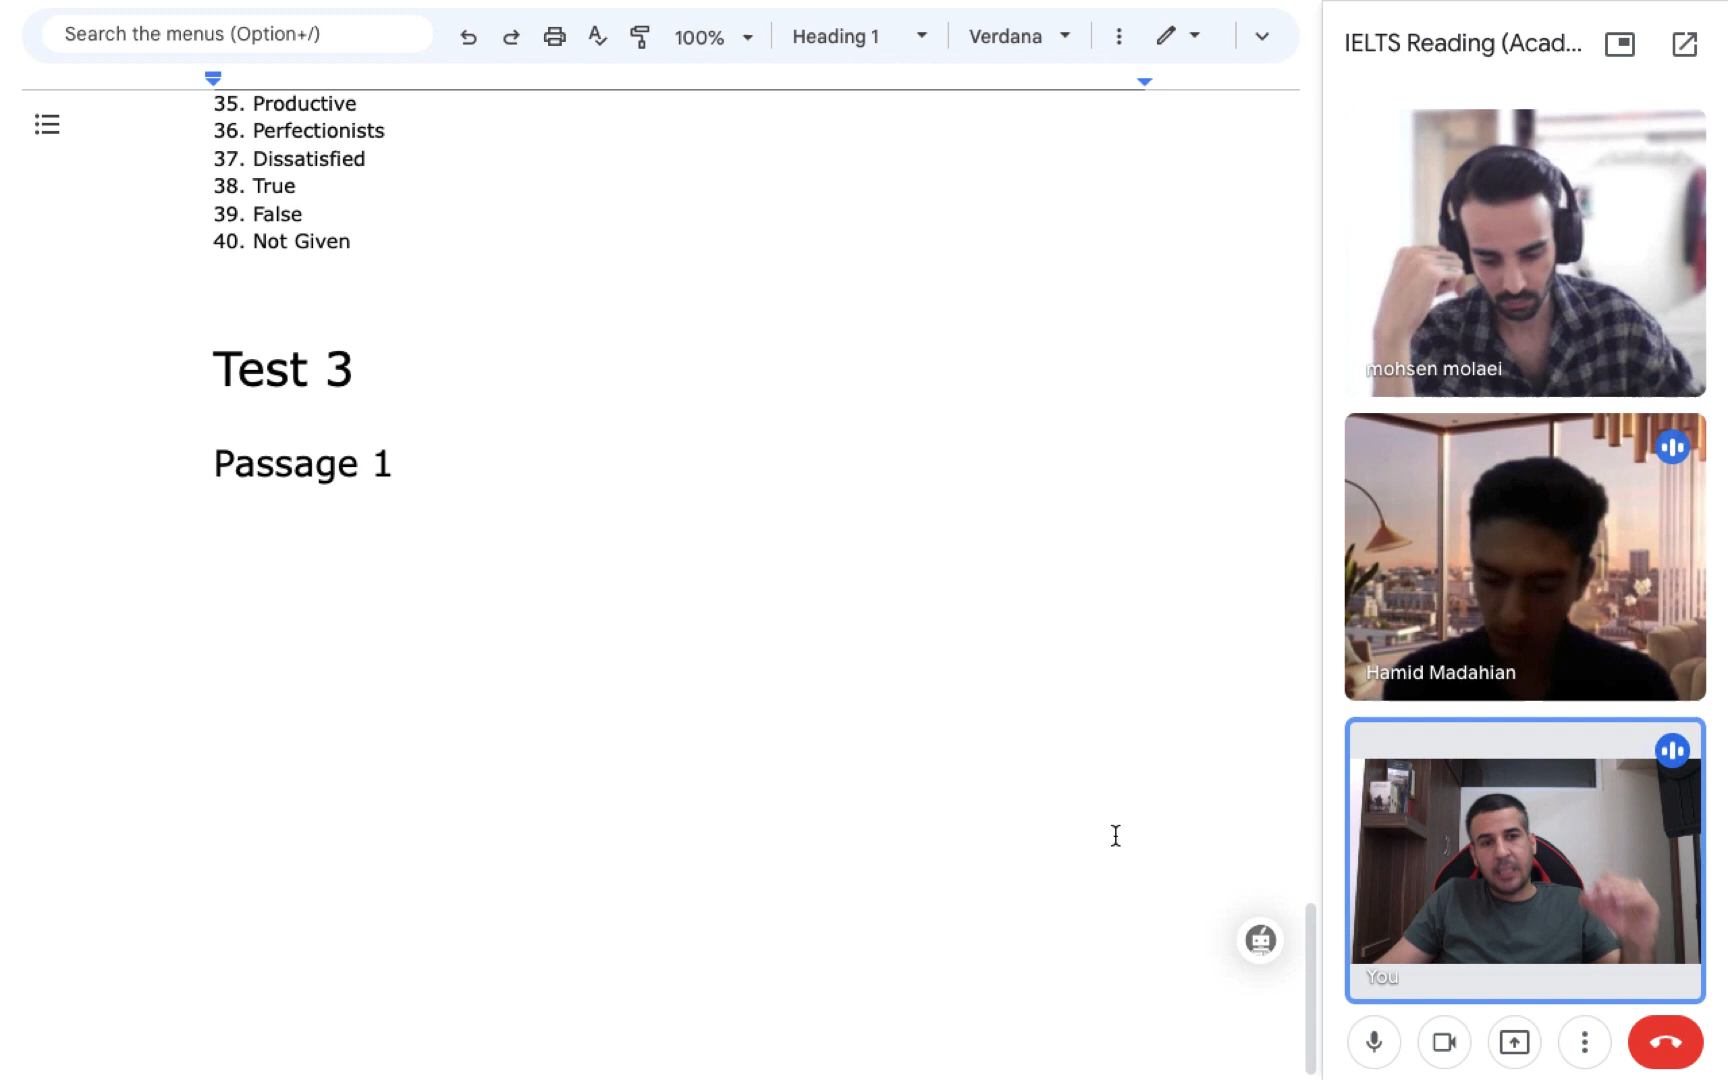 Search the menus (Option+/)
100%
Heading 1
Verdana
35. Productive
36. Perfectionists
37. Dissatisfied
38. True
39. False
40. Not Given
Test 3
Passage 1
IELTS Reading (Acad...
mohsen molaei
Hamid Madahian
You